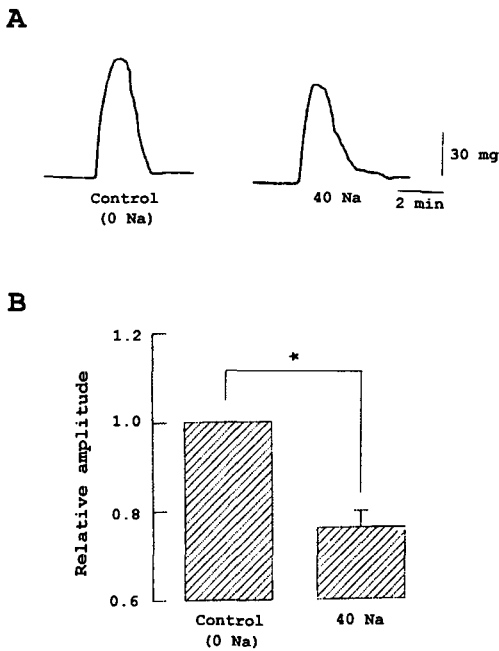 A
30 mg
Control
(0 Na)
40 Na
2 min
B
Relative amplitude
1.2
1.0
0.8
0.6
*
Control
(0 Na)
40 Na